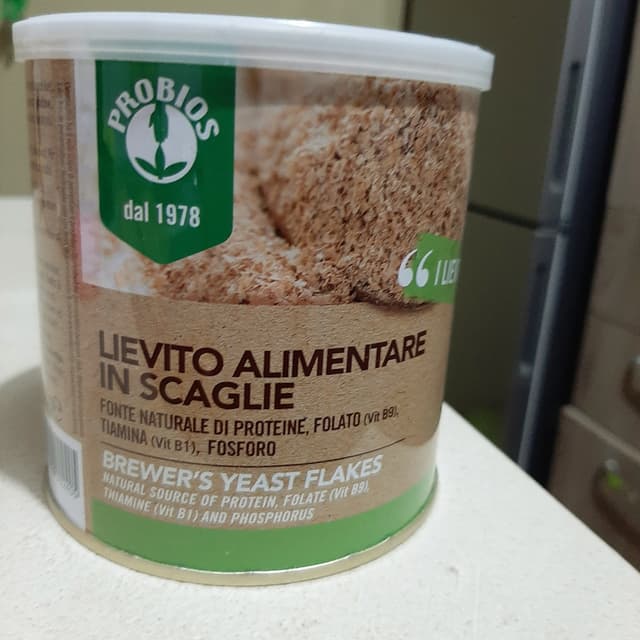 PROBIOS
dal 1978
LIEVITO ALIMENTARE
IN SCAGLIE
FONTE NATURALE DI PROTEINE, FOLATO (Vit B9),
TIAMINA (Vit B1), FOSFORO
BREWER'S YEAST FLAKES
NATURAL SOURCE OF PROTEIN, FOLATE (Vit B9),
THIAMINE (Vit B1) AND PHOSPHORUS